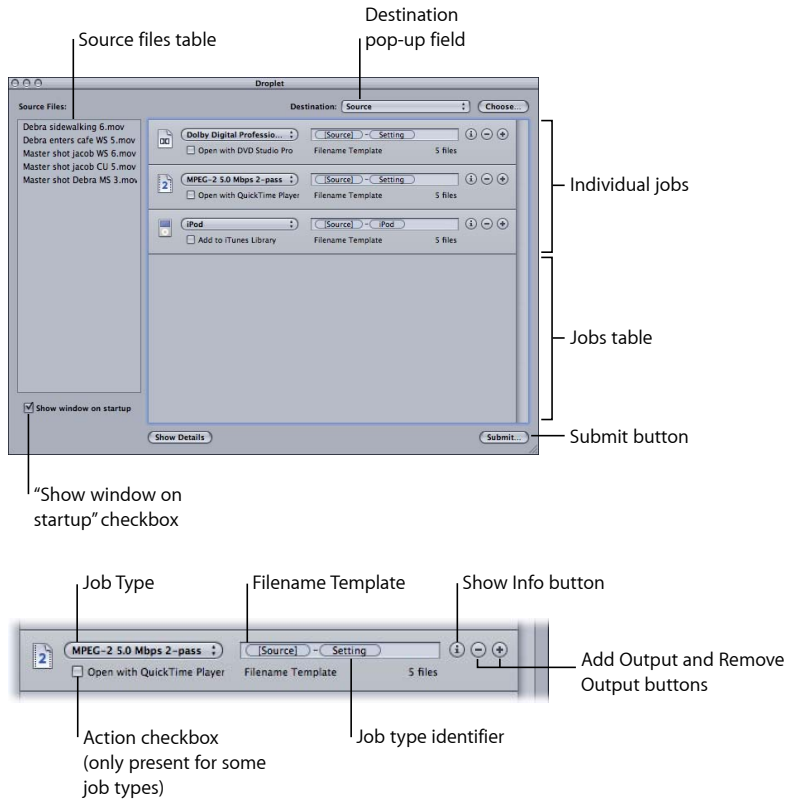 Destination
pop-up field
Source files table
Droplet
Source Files:
Destination: Source Choose...
Debra sidewalking 6.mov
Debra enters cafe WS 5.mov
Master shot jacob WS 6.mov
Master shot jacob CU 5.mov
Master shot Debra MS 3.mov
Dolby Digital Professio... [Source] - Setting
Open with DVD Studio Pro Filename Template 5 files
2 MPEG-2 5.0 Mbps 2-pass [Source] - Setting
Open with QuickTime Player Filename Template 5 files
iPod [Source] - iPod
Add to iTunes Library Filename Template 5 files
Individual jobs
Jobs table
Show window on startup
Show Details Submit...
Submit button
“Show window on
startup” checkbox
Job Type Filename Template Show Info button
2 MPEG-2 5.0 Mbps 2-pass [Source] - Setting
Open with QuickTime Player Filename Template 5 files
Add Output and Remove
Output buttons
Action checkbox
(only present for some
job types)
Job type identifier